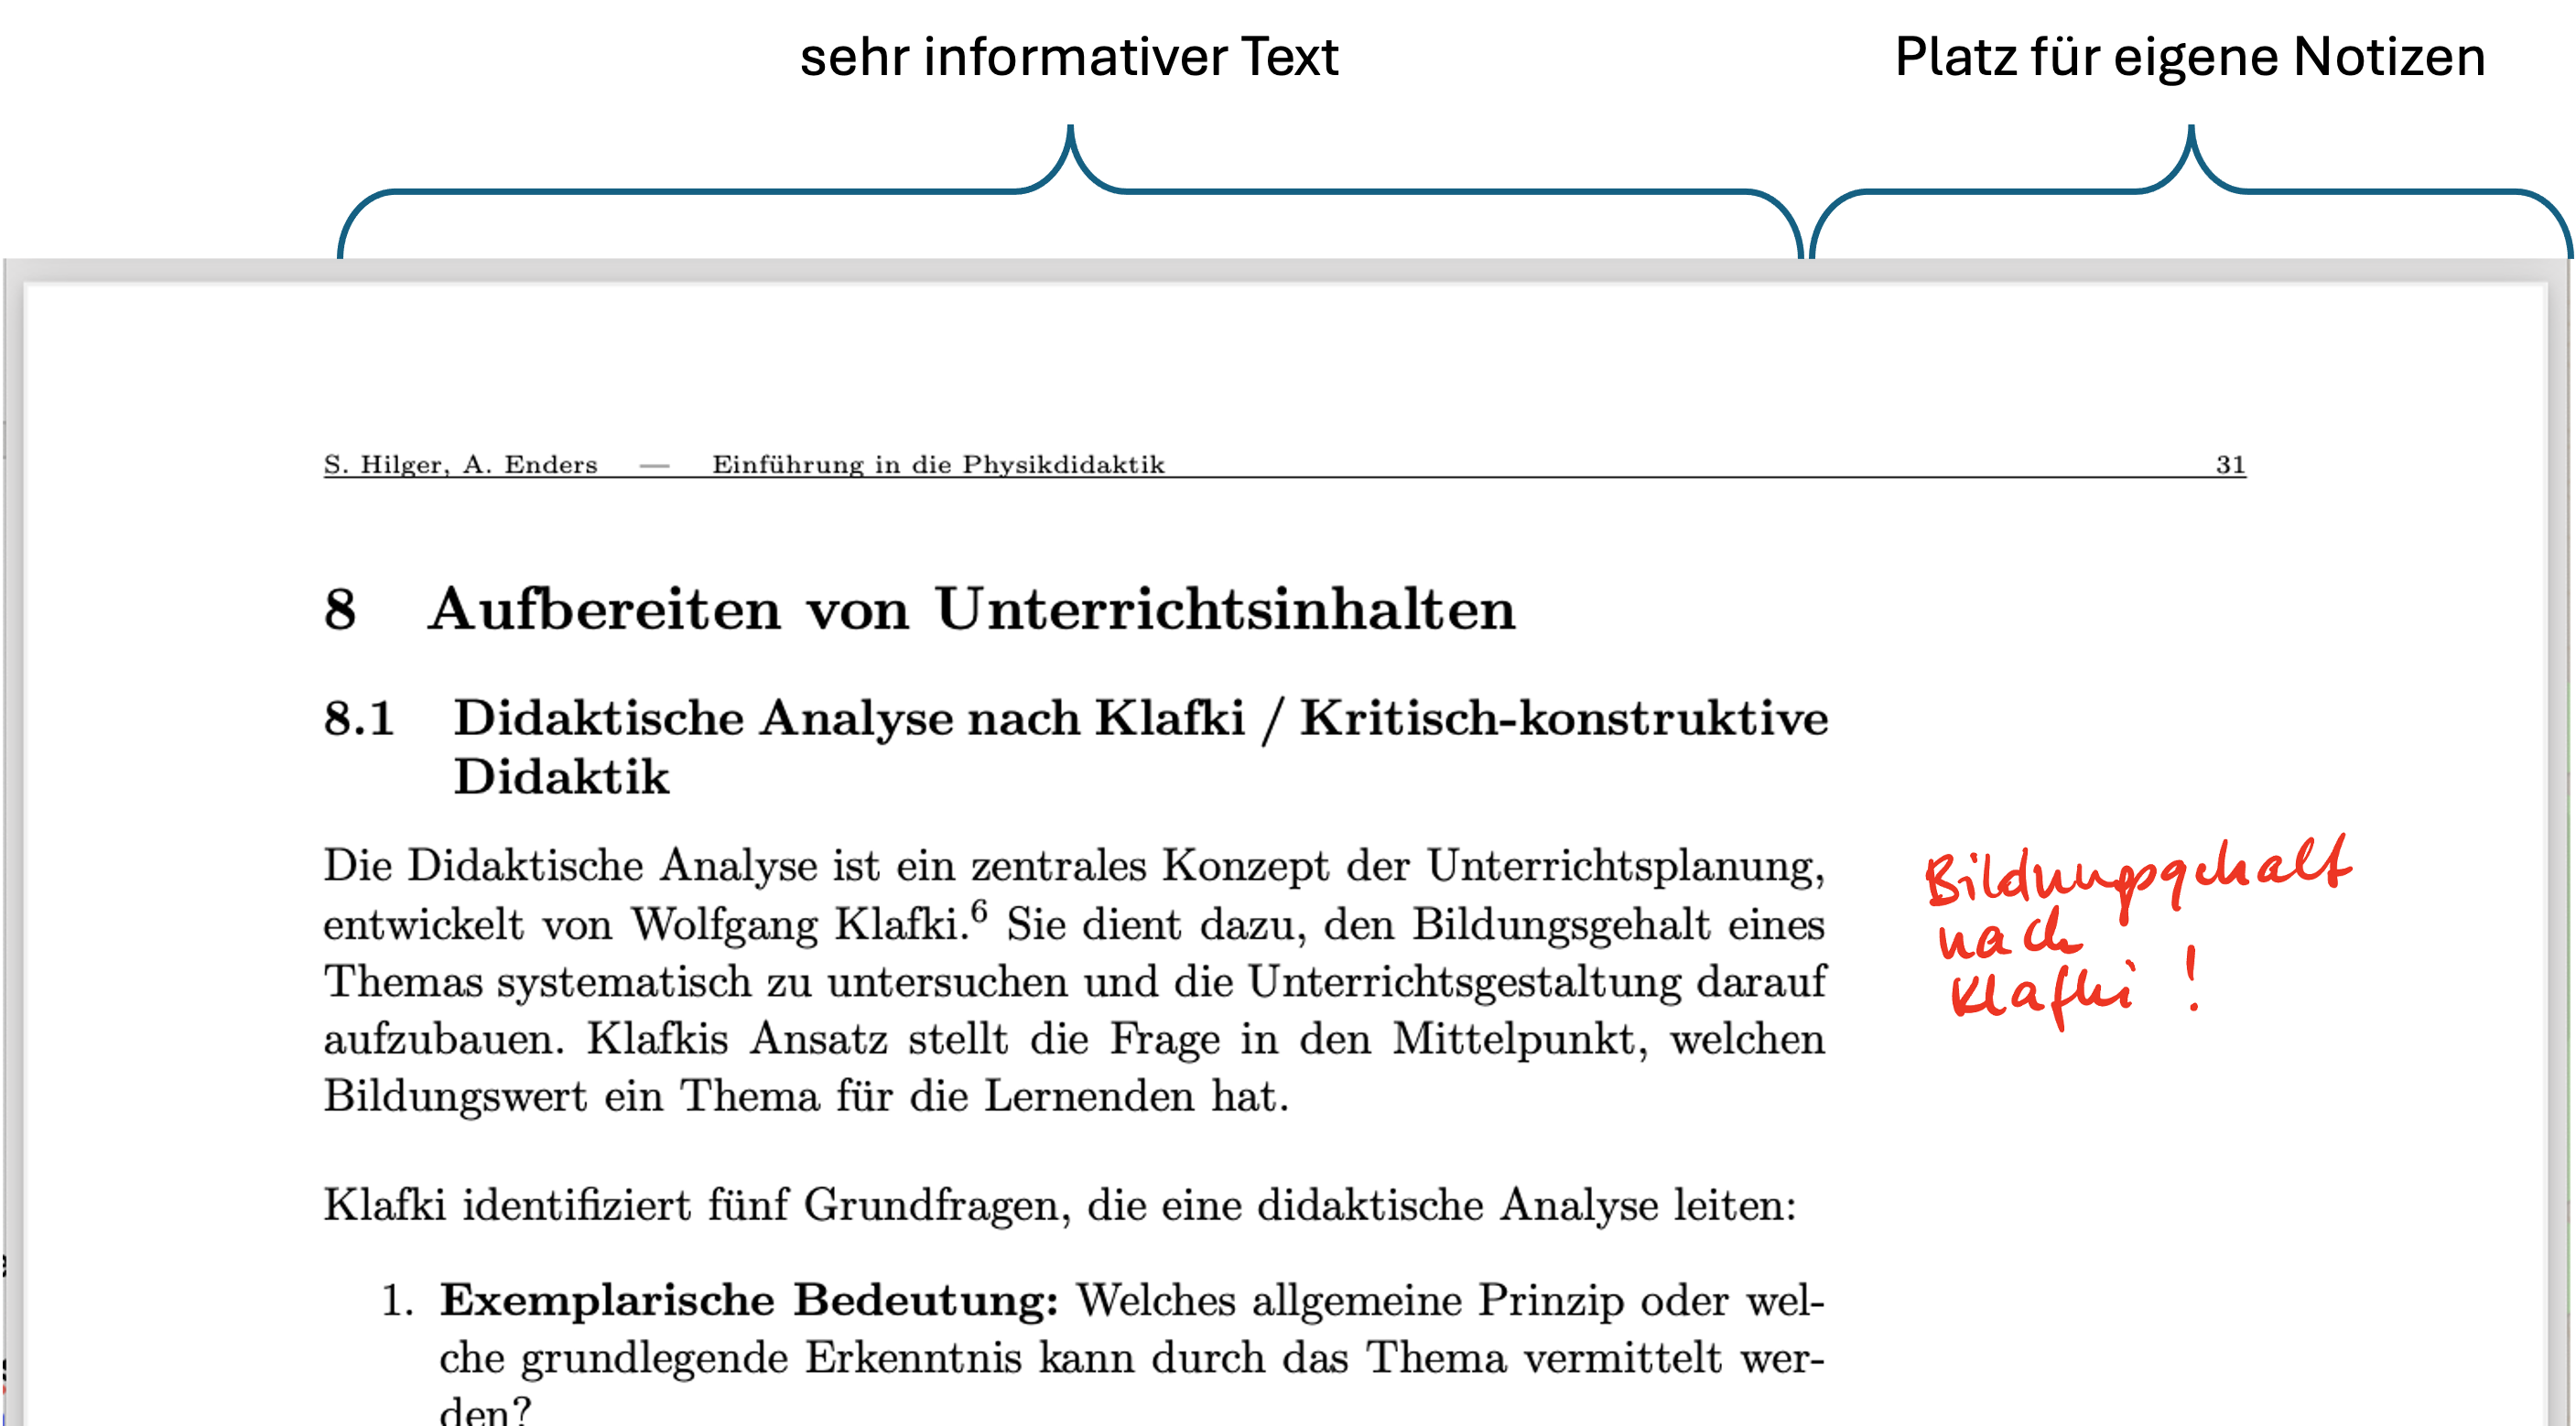 sehr informativer Text
Platz für eigene Notizen
S. Hilger, A. Enders — Einführung in die Physikdidaktik 31
8 Aufbereiten von Unterrichtsinhalten
8.1 Didaktische Analyse nach Klafki / Kritisch-konstruktive
Didaktik
Die Didaktische Analyse ist ein zentrales Konzept der Unterrichtsplanung,
entwickelt von Wolfgang Klafki.⁶ Sie dient dazu, den Bildungsgehalt eines
Themas systematisch zu untersuchen und die Unterrichtsgestaltung darauf
aufzubauen. Klafkis Ansatz stellt die Frage in den Mittelpunkt, welchen
Bildungswert ein Thema für die Lernenden hat.
Klafki identifiziert fünf Grundfragen, die eine didaktische Analyse leiten:
1. Exemplarische Bedeutung: Welches allgemeine Prinzip oder wel-
che grundlegende Erkenntnis kann durch das Thema vermittelt wer-
den?
Bildungsgehalt
nach
Klafki !